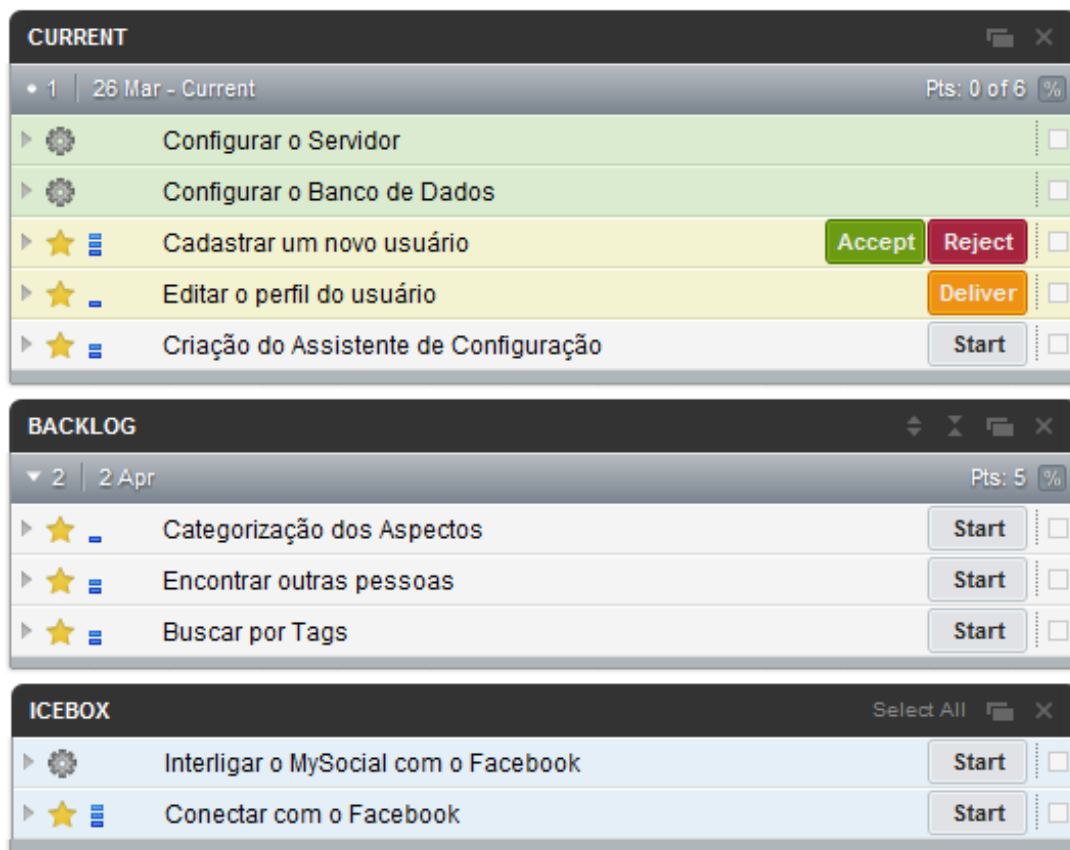 CURRENT
1 26 Mar - Current Pts: 0 of 6 %
Configurar o Servidor
Configurar o Banco de Dados
Cadastrar um novo usuário Accept Reject
Editar o perfil do usuário Deliver
Criação do Assistente de Configuração Start
BACKLOG
2 2 Apr Pts: 5 %
Categorização dos Aspectos Start
Encontrar outras pessoas Start
Buscar por Tags Start
ICEBOX Select All
Interligar o MySocial com o Facebook Start
Conectar com o Facebook Start